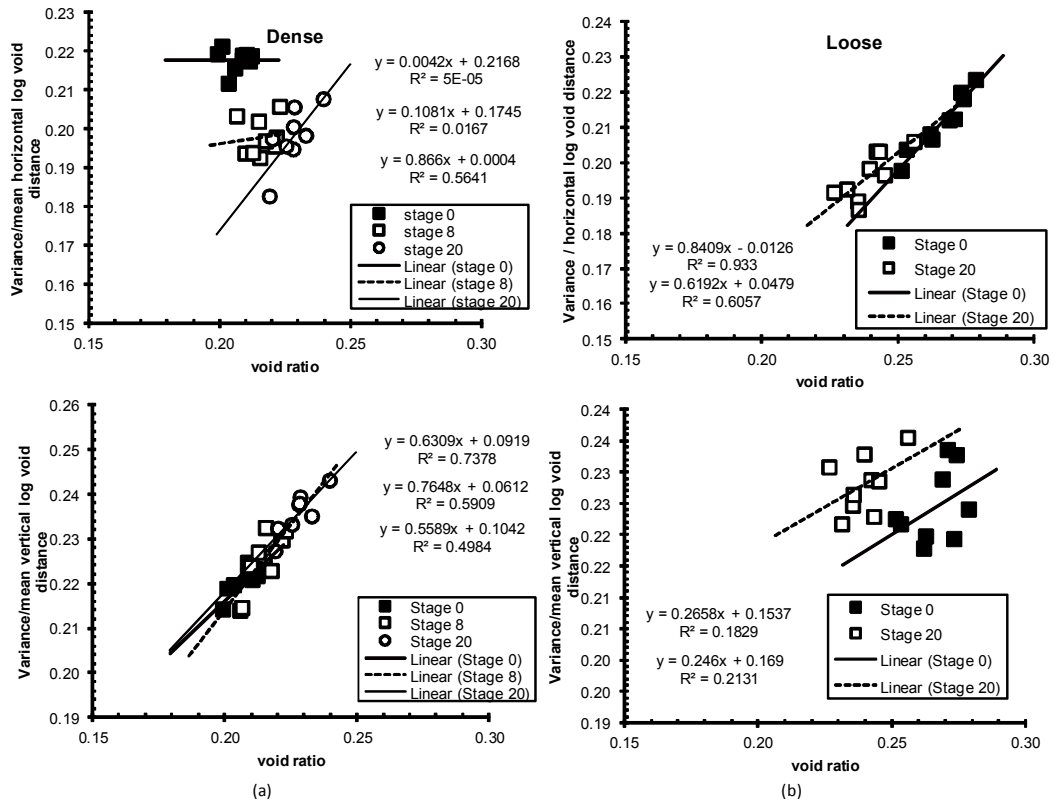 Dense
Variance/mean horizontal log void
distance
0.23
0.22
0.21
0.20
0.19
0.18
0.17
0.16
0.15
y = 0.0042x + 0.2168
R² = 5E-05
y = 0.1081x + 0.1745
R² = 0.0167
y = 0.866x + 0.0004
R² = 0.5641
stage 0
stage 8
stage 20
Linear (stage 0)
Linear (stage 8)
Linear (stage 20)
0.15
0.20
0.25
0.30
void ratio
Loose
Variance / horizontal log void distance
0.23
0.22
0.21
0.20
0.19
0.18
0.17
0.16
0.15
y = 0.8409x - 0.0126
R² = 0.933
y = 0.6192x + 0.0479
R² = 0.6057
Stage 0
Stage 20
Linear (Stage 0)
Linear (Stage 20)
0.15
0.20
0.25
0.30
void ratio
Variance/mean vertical log void
distance
0.26
0.25
0.24
0.23
0.22
0.21
0.20
0.19
y = 0.6309x + 0.0919
R² = 0.7378
y = 0.7648x + 0.0612
R² = 0.5909
y = 0.5589x + 0.1042
R² = 0.4984
Stage 0
Stage 8
Stage 20
Linear (Stage 0)
Linear (Stage 8)
Linear (Stage 20)
0.15
0.20
0.25
0.30
void ratio
(a)
Variance/mean vertical log void
distance
0.24
0.24
0.23
0.23
0.22
0.22
0.21
0.21
0.20
0.20
0.19
y = 0.2658x + 0.1537
R² = 0.1829
y = 0.246x + 0.169
R² = 0.2131
Stage 0
Stage 20
Linear (Stage 0)
Linear (Stage 20)
0.15
0.20
0.25
0.30
void ratio
(b)